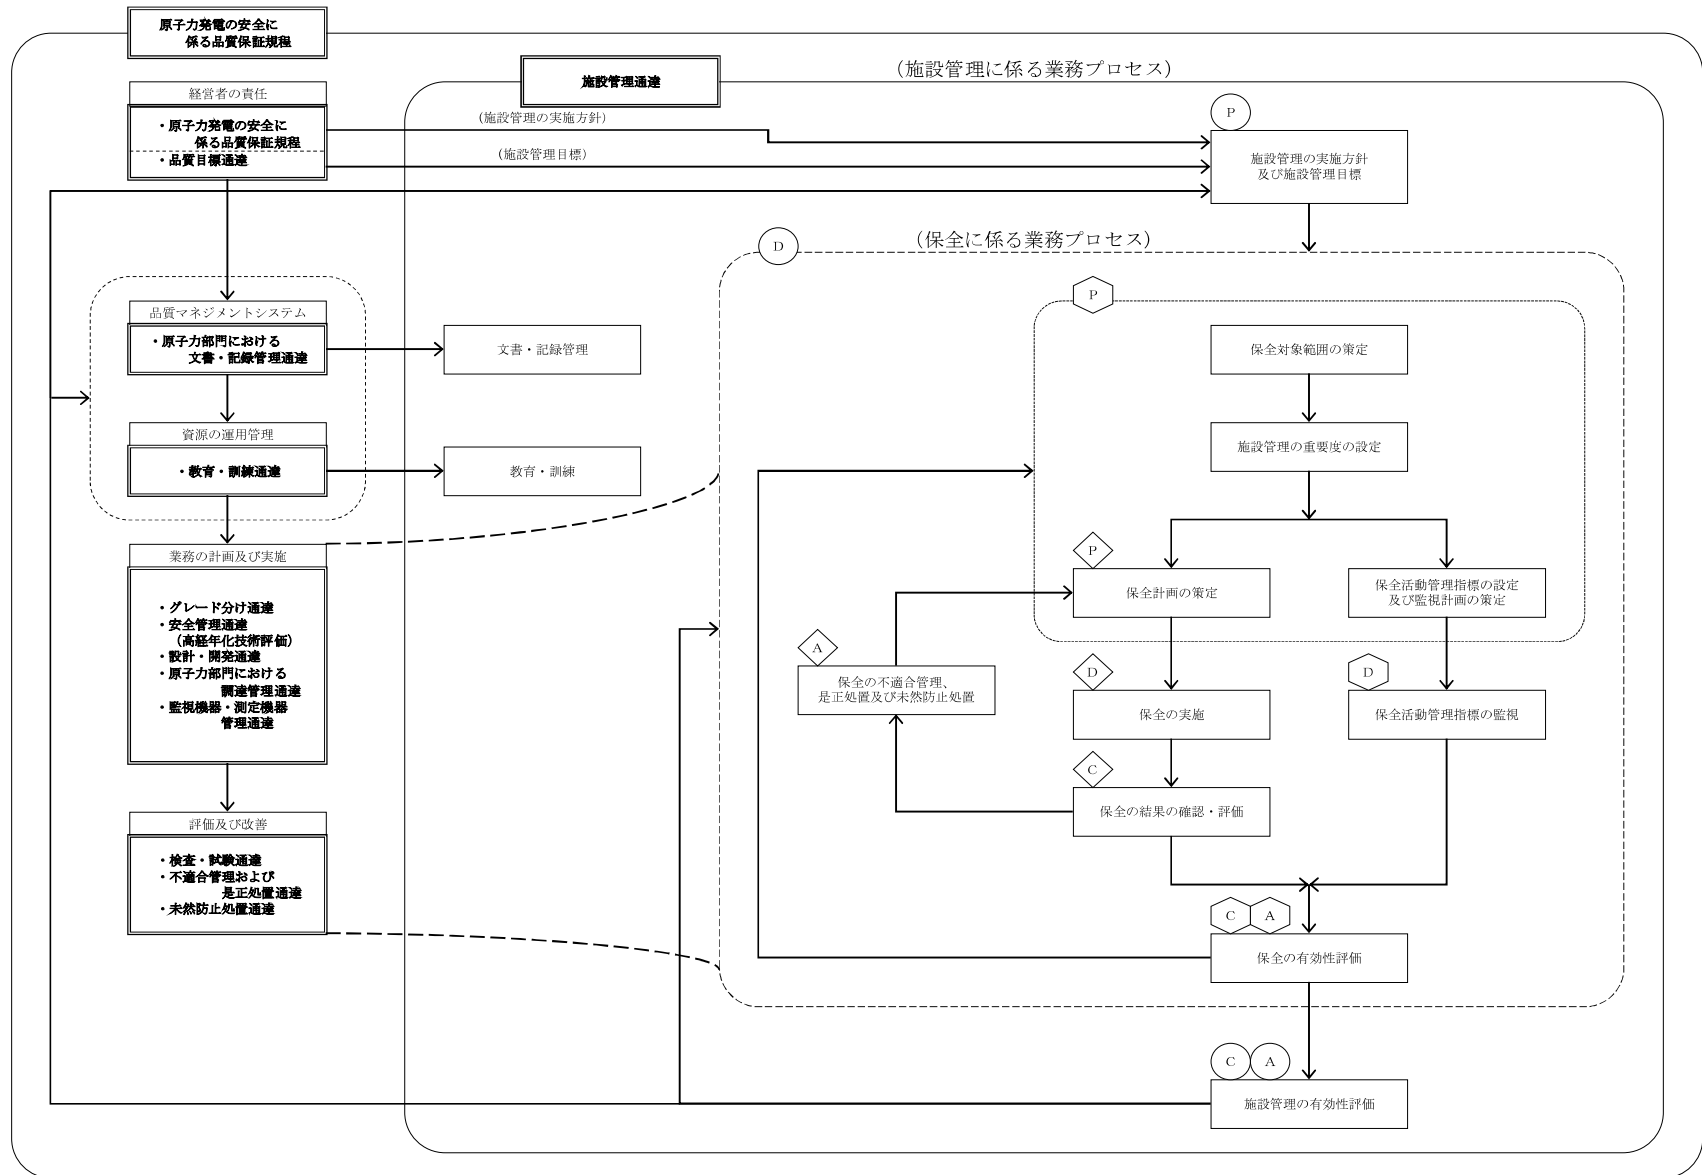 原子力発電の安全に
係る品質保証規程
施設管理通達
（施設管理に係る業務プロセス）
経営者の責任
・原子力発電の安全に
係る品質保証規程
・品質目標通達
（施設管理の実施方針）
（施設管理目標）
P
施設管理の実施方針
及び施設管理目標
D
（保全に係る業務プロセス）
品質マネジメントシステム
・原子力部門における
文書・記録管理通達
文書・記録管理
資源の運用管理
・教育・訓練通達
教育・訓練
業務の計画及び実施
・グレード分け通達
・安全管理通達
（高経年化技術評価）
・設計・開発通達
・原子力部門における
調達管理通達
・監視機器・測定機器
管理通達
評価及び改善
・検査・試験通達
・不適合管理および
是正処置通達
・未然防止処置通達
P
保全対象範囲の策定
施設管理の重要度の設定
P
保全計画の策定
保全活動管理指標の設定
及び監視計画の策定
A
保全の不適合管理、
是正処置及び未然防止処置
D
保全の実施
D
保全活動管理指標の監視
C
保全の結果の確認・評価
C
A
保全の有効性評価
C
A
施設管理の有効性評価